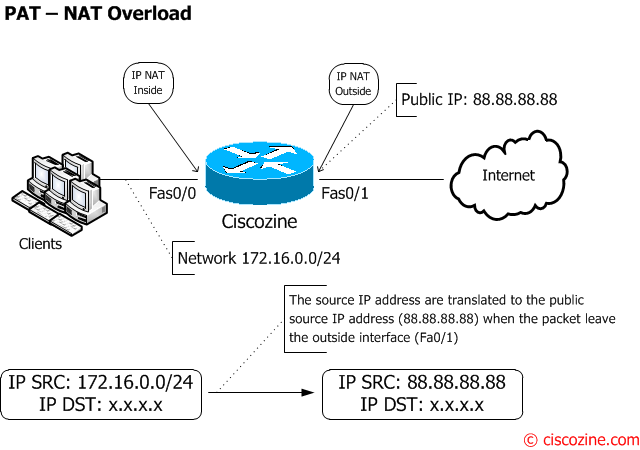 PAT – NAT Overload
IP NAT
Inside
IP NAT
Outside
Public IP: 88.88.88.88
Internet
Fas0/0
Fas0/1
Ciscozine
Clients
Network 172.16.0.0/24
The source IP address are translated to the public
source IP address (88.88.88.88) when the packet leave
the outside interface (Fa0/1)
IP SRC: 172.16.0.0/24
IP DST: x.x.x.x
IP SRC: 88.88.88.88
IP DST: x.x.x.x
© ciscozine.com